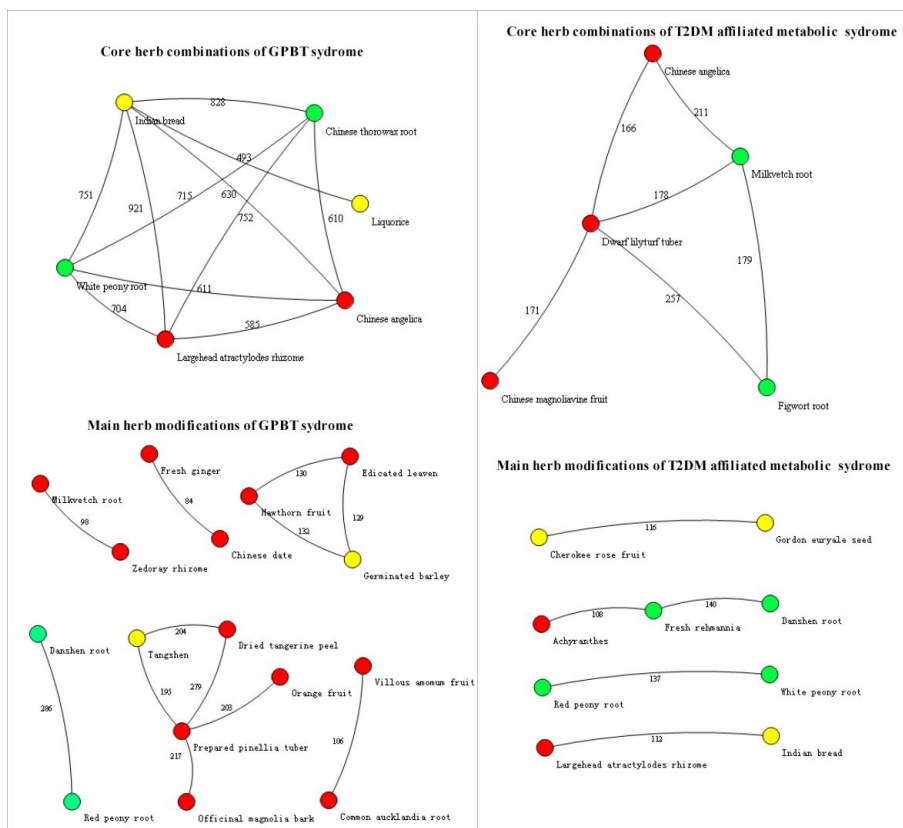 Core herb combinations of GPBT sydrome
828
Indian bread
Chinese thorowax root
493
751
715
630
921
752
Liquorice
610
White peony root
611
704
Chinese angelica
585
Largehead atractylodes rhizome
Main herb modifications of GPBT sydrome
Fresh ginger
130
Edicated leaven
Milkvetch root
84
Hawthorn fruit
98
132
129
Chinese date
Zedoray rhizome
Germinated barley
204
Danshen root
Dried tangerine peel
Tangshen
195
279
Orange fruit
Villous amomum fruit
203
286
Prepared pinellia tuber
106
217
Red peony root
Officinal magnolia bark
Common aucklandia root
Core herb combinations of T2DM affiliated metabolic sydrome
Chinese angelica
211
166
Milkvetch root
178
Dwarf lilyturf tuber
179
257
171
Chinese magnoliavine fruit
Figwort root
Main herb modifications of T2DM affiliated metabolic sydrome
116
Cherokee rose fruit
Gordon euryale seed
108
140
Achyranthes
Fresh rehmannia
Danshen root
137
Red peony root
White peony root
112
Largehead atractylodes rhizome
Indian bread